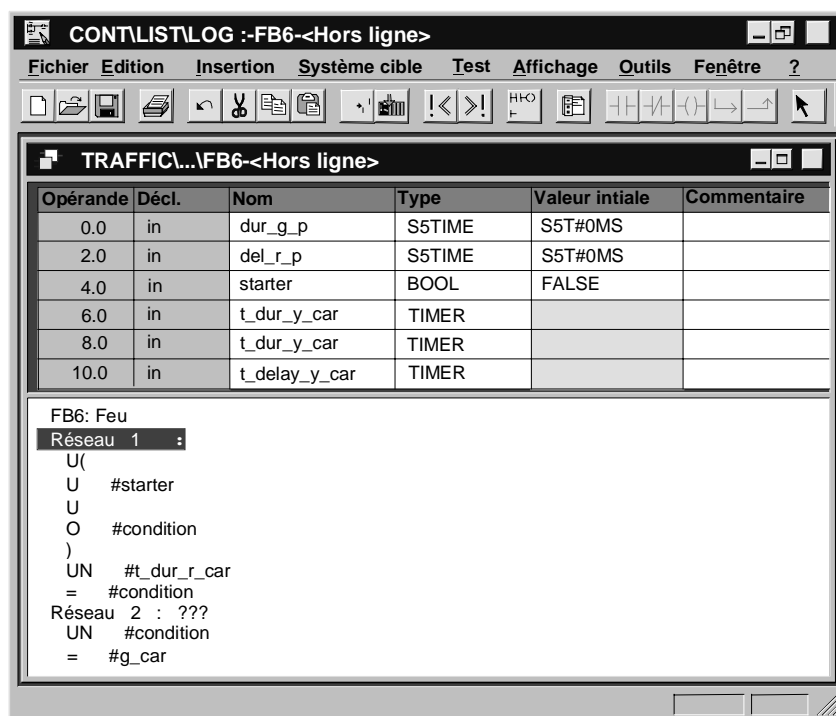 CONT\LIST\LOG :-FB6-<Hors ligne>
Fichier Edition Insertion Système cible Test Affichage Outils Fenêtre ?
TRAFFIC\...\FB6-<Hors ligne>
Opérande Décl. Nom Type Valeur intiale Commentaire
0.0 in dur_g_p S5TIME S5T#0MS
2.0 in del_r_p S5TIME S5T#0MS
4.0 in starter BOOL FALSE
6.0 in t_dur_y_car TIMER
8.0 in t_dur_y_car TIMER
10.0 in t_delay_y_car TIMER
FB6: Feu
Réseau 1 :
U(
U #starter
U
O #condition
)
UN #t_dur_r_car
= #condition
Réseau 2 : ???
UN #condition
= #g_car